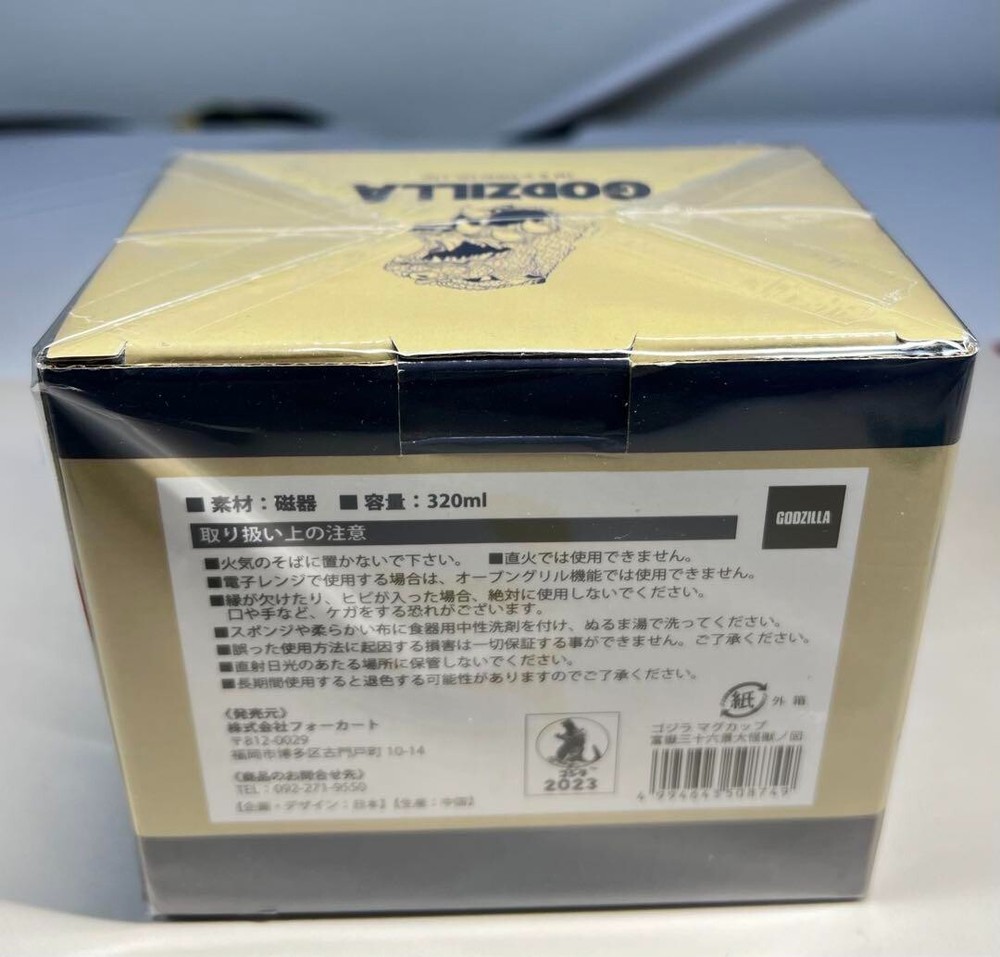 GODZILLA
■素材：磁器　■容量：320ml
GODZILLA
取り扱い上の注意
■火気のそばに置かないで下さい。　■直火では使用できません。
■電子レンジで使用する場合は、オーブングリル機能では使用できません。
■縁が欠けたり、ヒビが入った場合、絶対に使用しないでください。
口や手など、ケガをする恐れがございます。
■スポンジや柔らかい布に食器用中性洗剤を付け、ぬるま湯で洗ってください。
■誤った使用方法に起因する損害は一切保証する事ができません。ご了承ください。
■直射日光のあたる場所に保管しないでください。
■長期間使用すると退色する可能性がありますのでご了承ください。
紙 外箱
《発売元》
株式会社フォーカート
〒812-0029
福岡市博多区古門戸町 10-14
《商品のお問合せ先》
TEL：092-271-9550
【企画・デザイン：日本】【生産：中国】
ゴジラ
2023
ゴジラ マグカップ
富嶽三十六景大怪獣ノ図